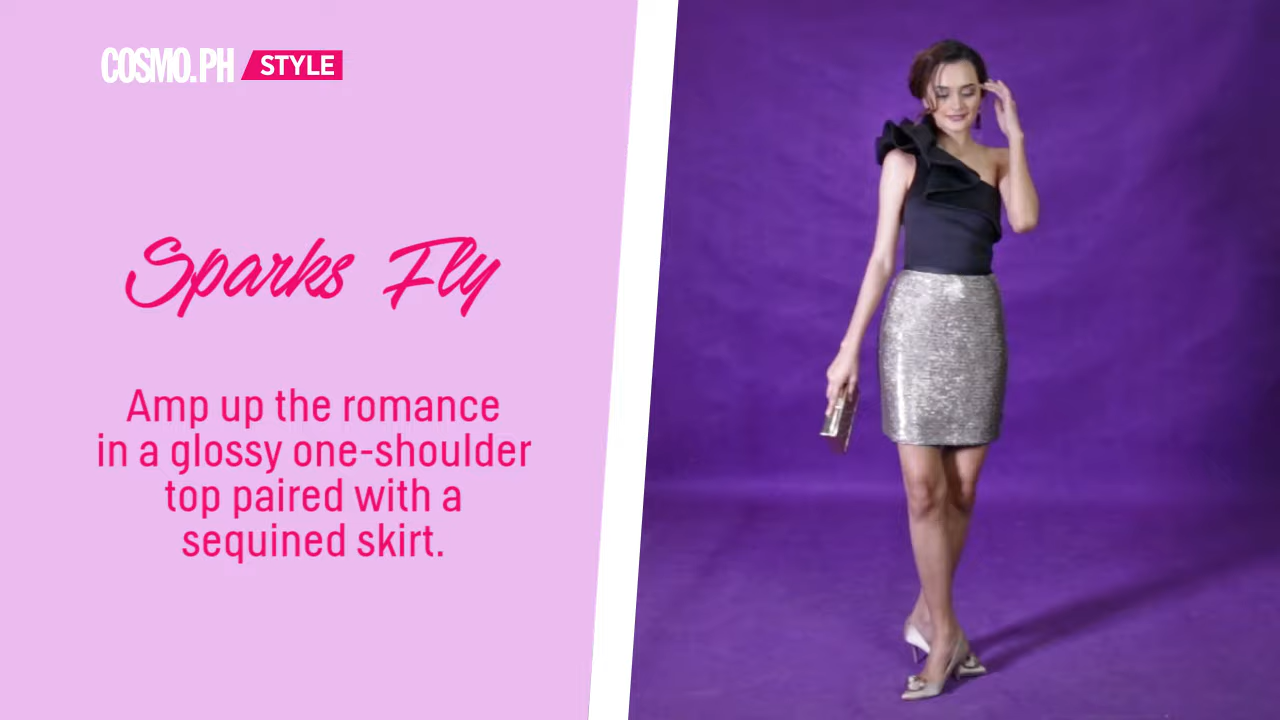 COSMO.PH STYLE
Sparks Fly
Amp up the romance
in a glossy one-shoulder
top paired with a
sequined skirt.